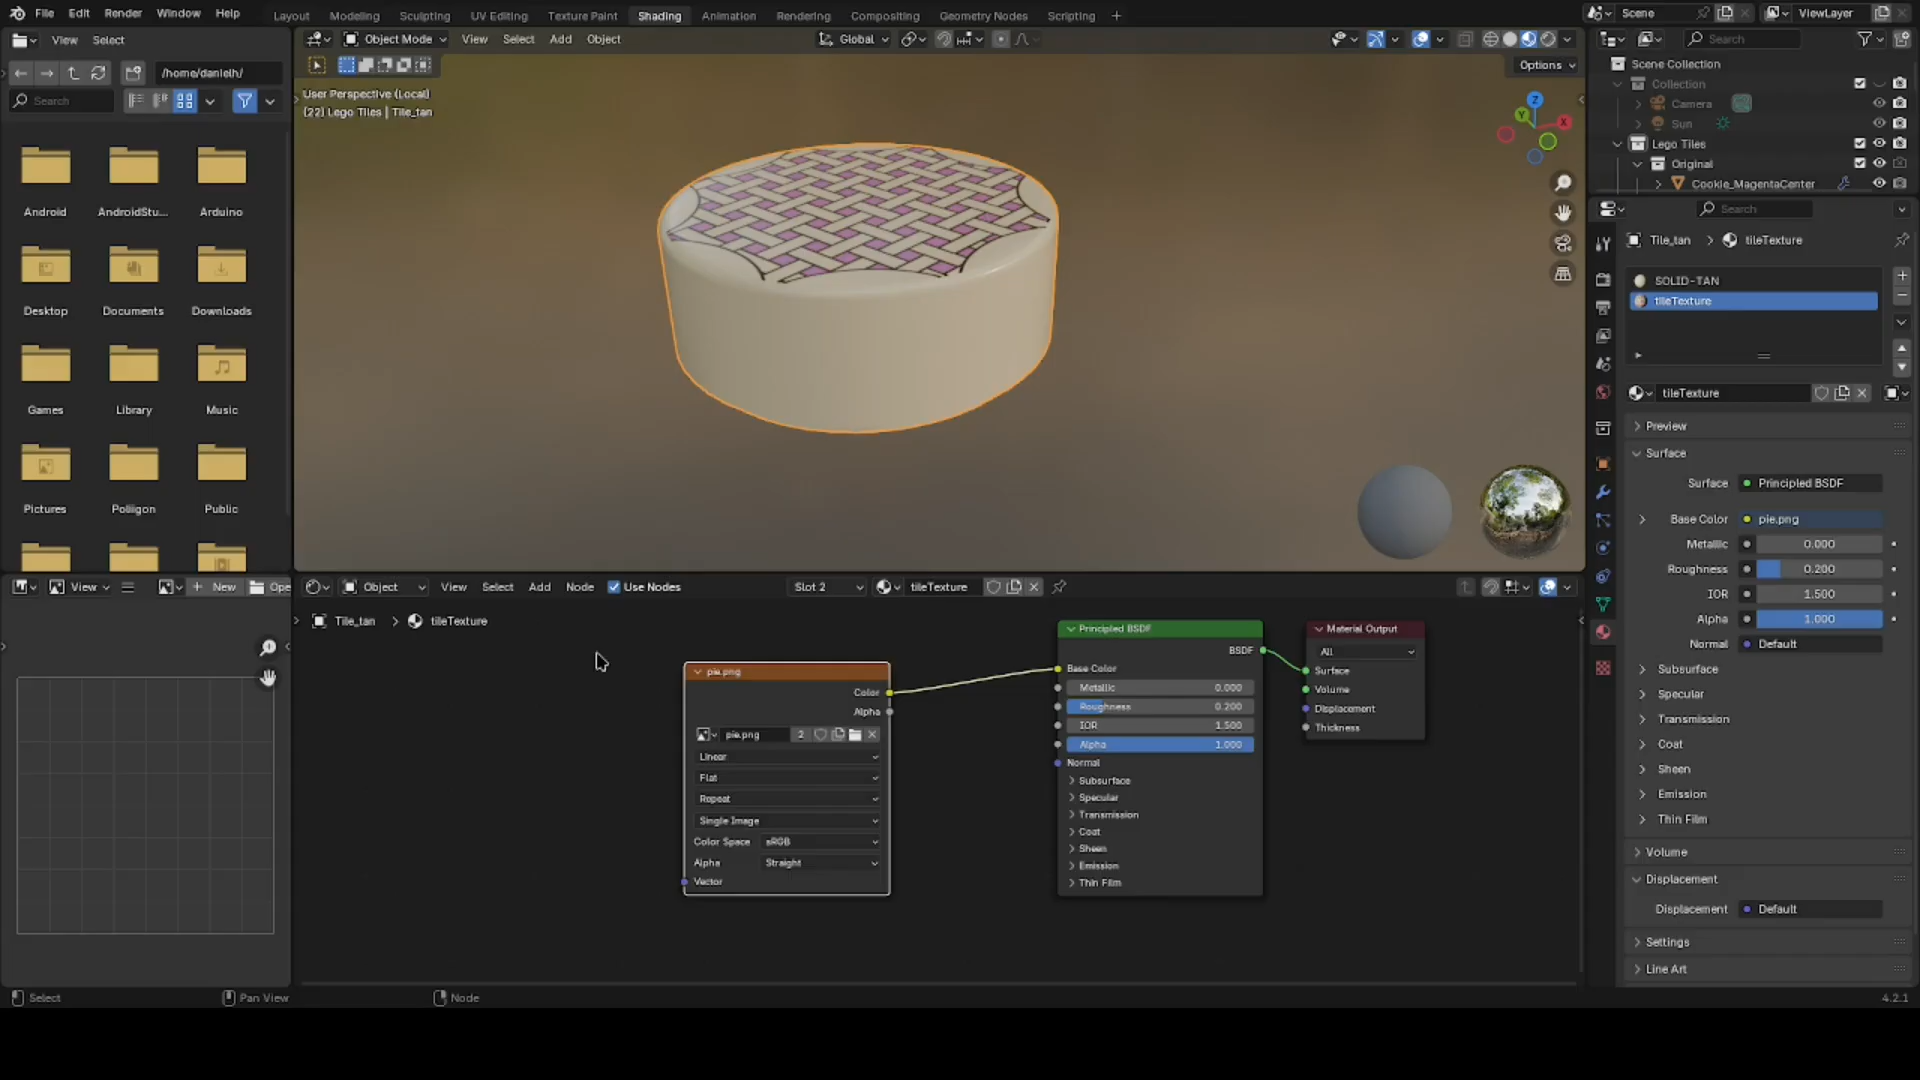 File Edit Render Window Help Layout Modeling Sculpting UV Editing Texture Paint Shading Animation Rendering Compositing Geometry Nodes Scripting + Scene ViewLayer
View Select /home/danielh/ Object Mode View Select Add Object Global Search
Search Options
User Perspective (Local)
(22) Lego Tiles | Tile_tan
Z
Y
X
Scene Collection
Collection
Camera
Sun
Lego Tiles
Original
Cookie_MagentaCenter
Android AndroidStu... Arduino
Desktop Documents Downloads
Games Library Music
Pictures Poliigon Public
Search
Tile_tan > tileTexture
SOLID-TAN
tileTexture
tileTexture
Preview
Surface
Surface Principled BSDF
Base Color pie.png
Metallic 0.000
Roughness 0.200
IOR 1.500
Alpha 1.000
Normal Default
Subsurface
Specular
Transmission
Coat
Sheen
Emission
Thin Film
Volume
Displacement
Displacement Default
Settings
Line Art
View New Ope Object View Select Add Node Use Nodes Slot 2 tileTexture
Tile_tan > tileTexture
pie.png
Color
Alpha
pie.png 2
Linear
Flat
Repeat
Single Image
Color Space sRGB
Alpha Straight
Vector
Principled BSDF
BSDF
Base Color
Metallic 0.000
Roughness 0.200
IOR 1.500
Alpha 1.000
Normal
Subsurface
Specular
Transmission
Coat
Sheen
Emission
Thin Film
Material Output
All
Surface
Volume
Displacement
Thickness
Select Pan View Node 4.2.1